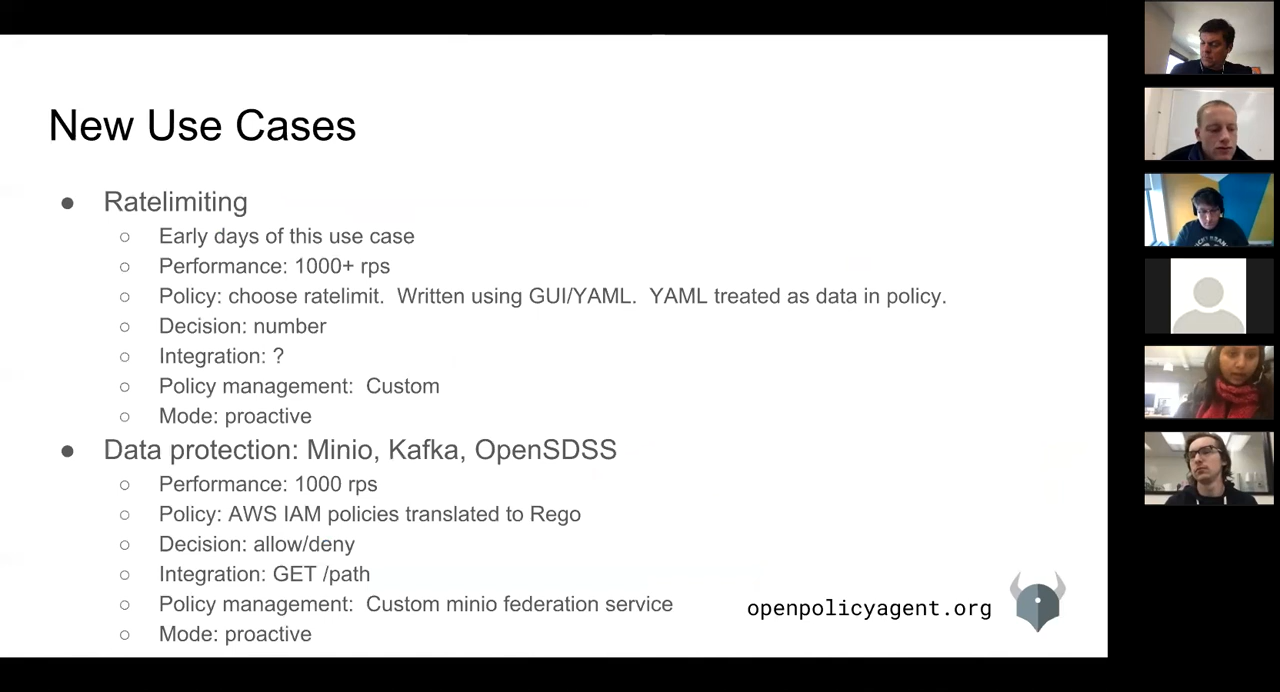 New Use Cases
● Ratelimiting
○ Early days of this use case
○ Performance: 1000+ rps
○ Policy: choose ratelimit.  Written using GUI/YAML.  YAML treated as data in policy.
○ Decision: number
○ Integration: ?
○ Policy management:  Custom
○ Mode: proactive
● Data protection: Minio, Kafka, OpenSDSS
○ Performance: 1000 rps
○ Policy: AWS IAM policies translated to Rego
○ Decision: allow/deny
○ Integration: GET /path
○ Policy management:  Custom minio federation service
○ Mode: proactive
openpolicyagent.org